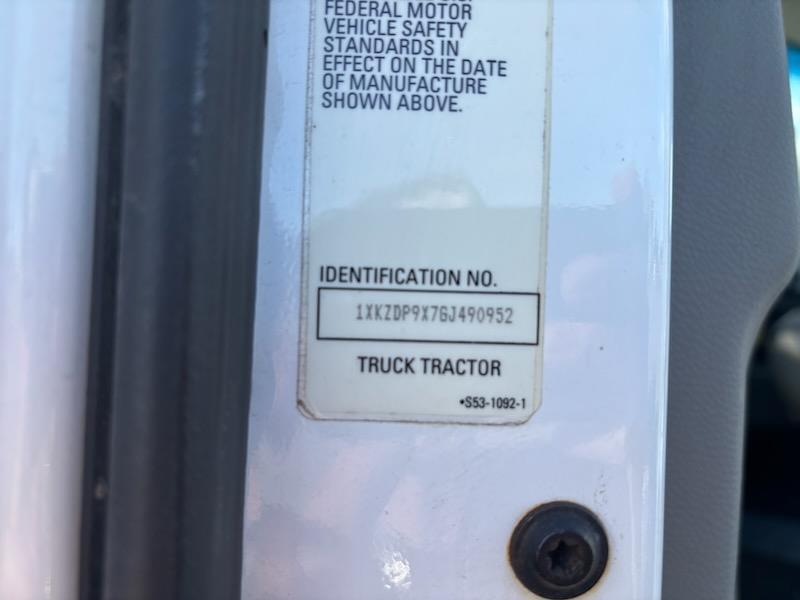 FEDERAL MOTOR
VEHICLE SAFETY
STANDARDS IN
EFFECT ON THE DATE
OF MANUFACTURE
SHOWN ABOVE.
IDENTIFICATION NO.
1XKZDP9X7GJ490952
TRUCK TRACTOR
•S53-1092-1